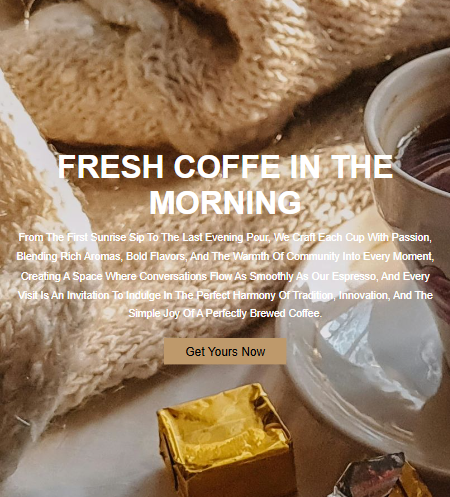 FRESH COFFE IN THE
MORNING
From The First Sunrise Sip To The Last Evening Pour, We Craft Each Cup With Passion,
Blending Rich Aromas, Bold Flavors, And The Warmth Of Community Into Every Moment,
Creating A Space Where Conversations Flow As Smoothly As Our Espresso, And Every
Visit Is An Invitation To Indulge In The Perfect Harmony Of Tradition, Innovation, And The
Simple Joy Of A Perfectly Brewed Coffee.
Get Yours Now